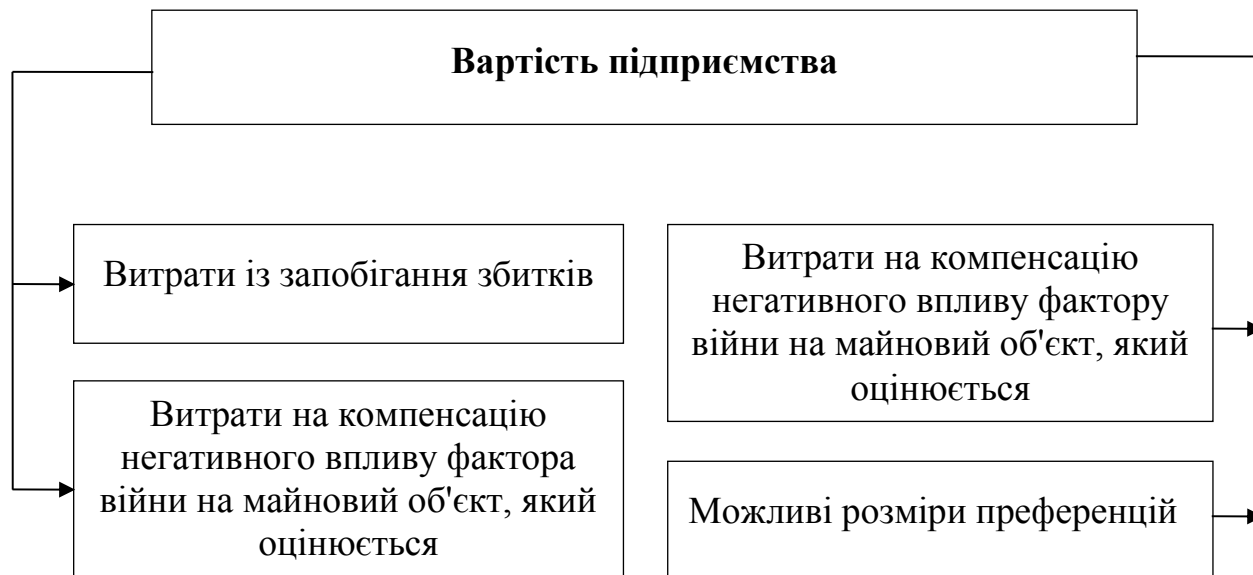 Вартість підприємства
Витрати із запобігання збитків
Витрати на компенсацію
негативного впливу фактора
війни на майновий об'єкт, який
оцінюється
Витрати на компенсацію
негативного впливу фактору
війни на майновий об'єкт, який
оцінюється
Можливі розміри преференцій